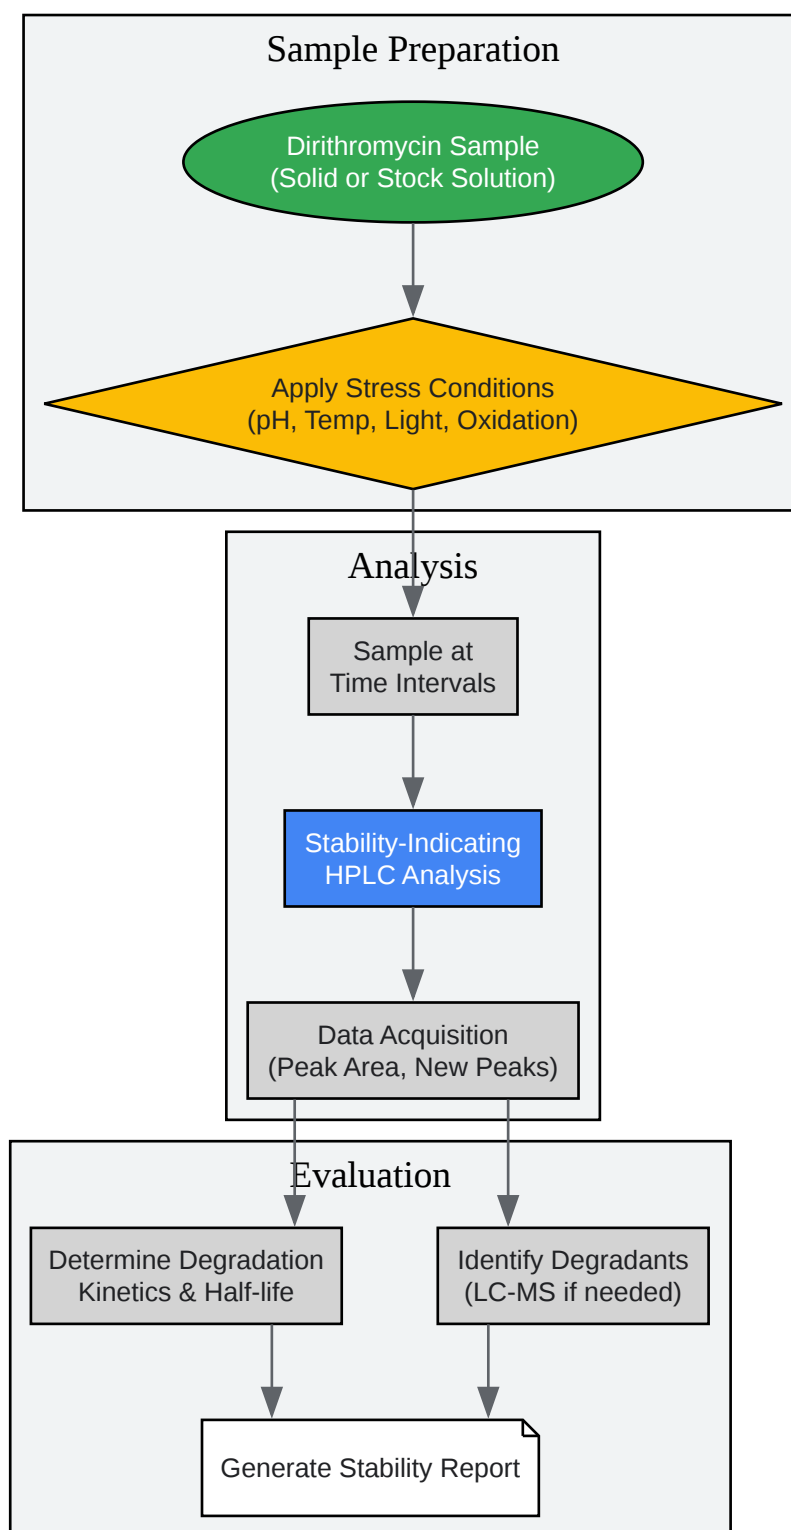 Sample Preparation
Dirithromycin Sample
(Solid or Stock Solution)
Apply Stress Conditions
(pH, Temp, Light, Oxidation)
Analysis
Sample at
Time Intervals
Stability-Indicating
HPLC Analysis
Data Acquisition
(Peak Area, New Peaks)
Evaluation
Determine Degradation
Kinetics & Half-life
Identify Degradants
(LC-MS if needed)
Generate Stability Report